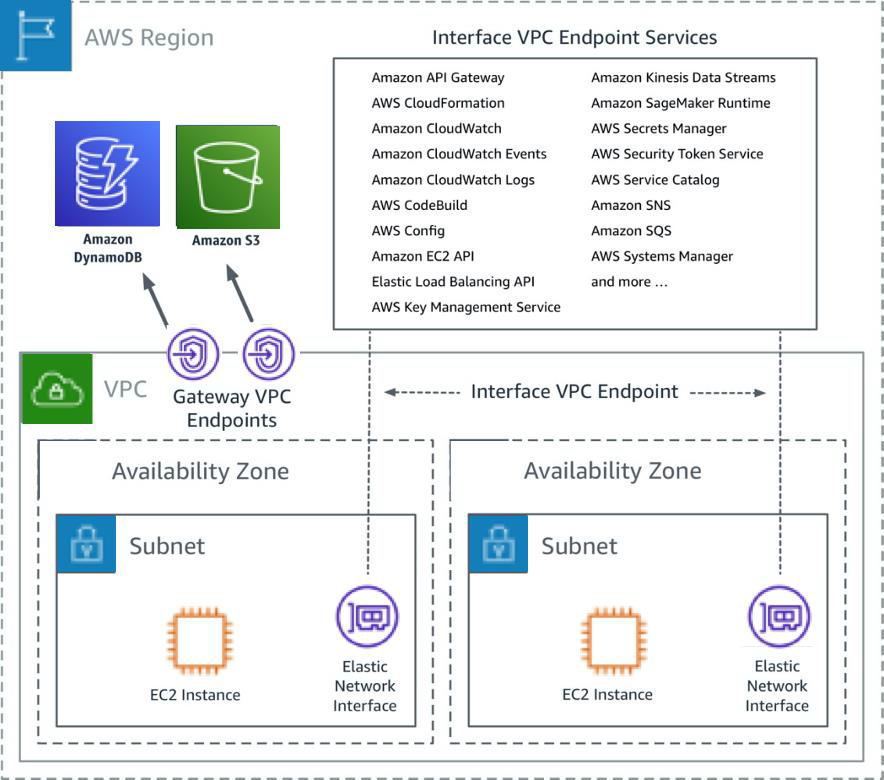 AWS Region
Interface VPC Endpoint Services
Amazon API Gateway
AWS CloudFormation
Amazon CloudWatch
Amazon CloudWatch Events
Amazon CloudWatch Logs
AWS CodeBuild
AWS Config
Amazon EC2 API
Elastic Load Balancing API
AWS Key Management Service
Amazon Kinesis Data Streams
Amazon SageMaker Runtime
AWS Secrets Manager
AWS Security Token Service
AWS Service Catalog
Amazon SNS
Amazon SQS
AWS Systems Manager
and more ...
Amazon
DynamoDB
Amazon S3
VPC
Gateway VPC
Endpoints
Interface VPC Endpoint
Availability Zone
Subnet
EC2 Instance
Elastic
Network
Interface
Availability Zone
Subnet
EC2 Instance
Elastic
Network
Interface